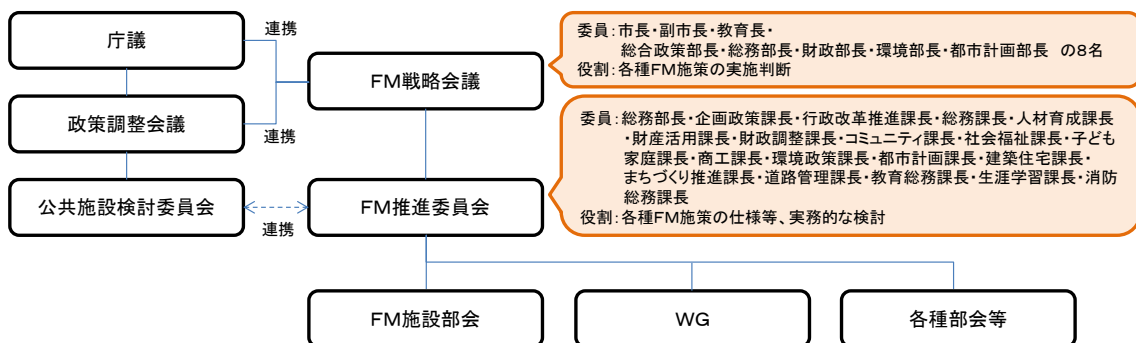 庁議
連携
政策調整会議
連携
公共施設検討委員会
連携
FM戦略会議
委員：市長・副市長・教育長・
総合政策部長・総務部長・財政部長・環境部長・都市計画部長　の８名
役割：各種FM施策の実施判断
FM推進委員会
委員：総務部長・企画政策課長・行政改革推進課長・総務課長・人材育成課長
・財産活用課長・財政調整課長・コミュニティ課長・社会福祉課長・子ども
家庭課長・商工課長・環境政策課長・都市計画課長・建築住宅課長・
まちづくり推進課長・道路管理課長・教育総務課長・生涯学習課長・消防
総務課長
役割：各種FM施策の仕様等、実務的な検討
FM施設部会
WG
各種部会等